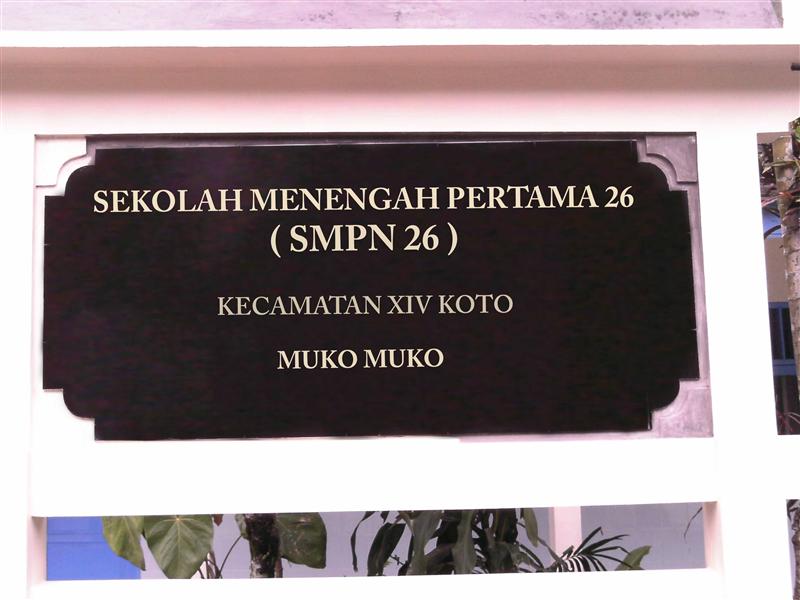 SEKOLAH MENENGAH PERTAMA 26
( SMPN 26 )
KECAMATAN XIV KOTO
MUKO MUKO